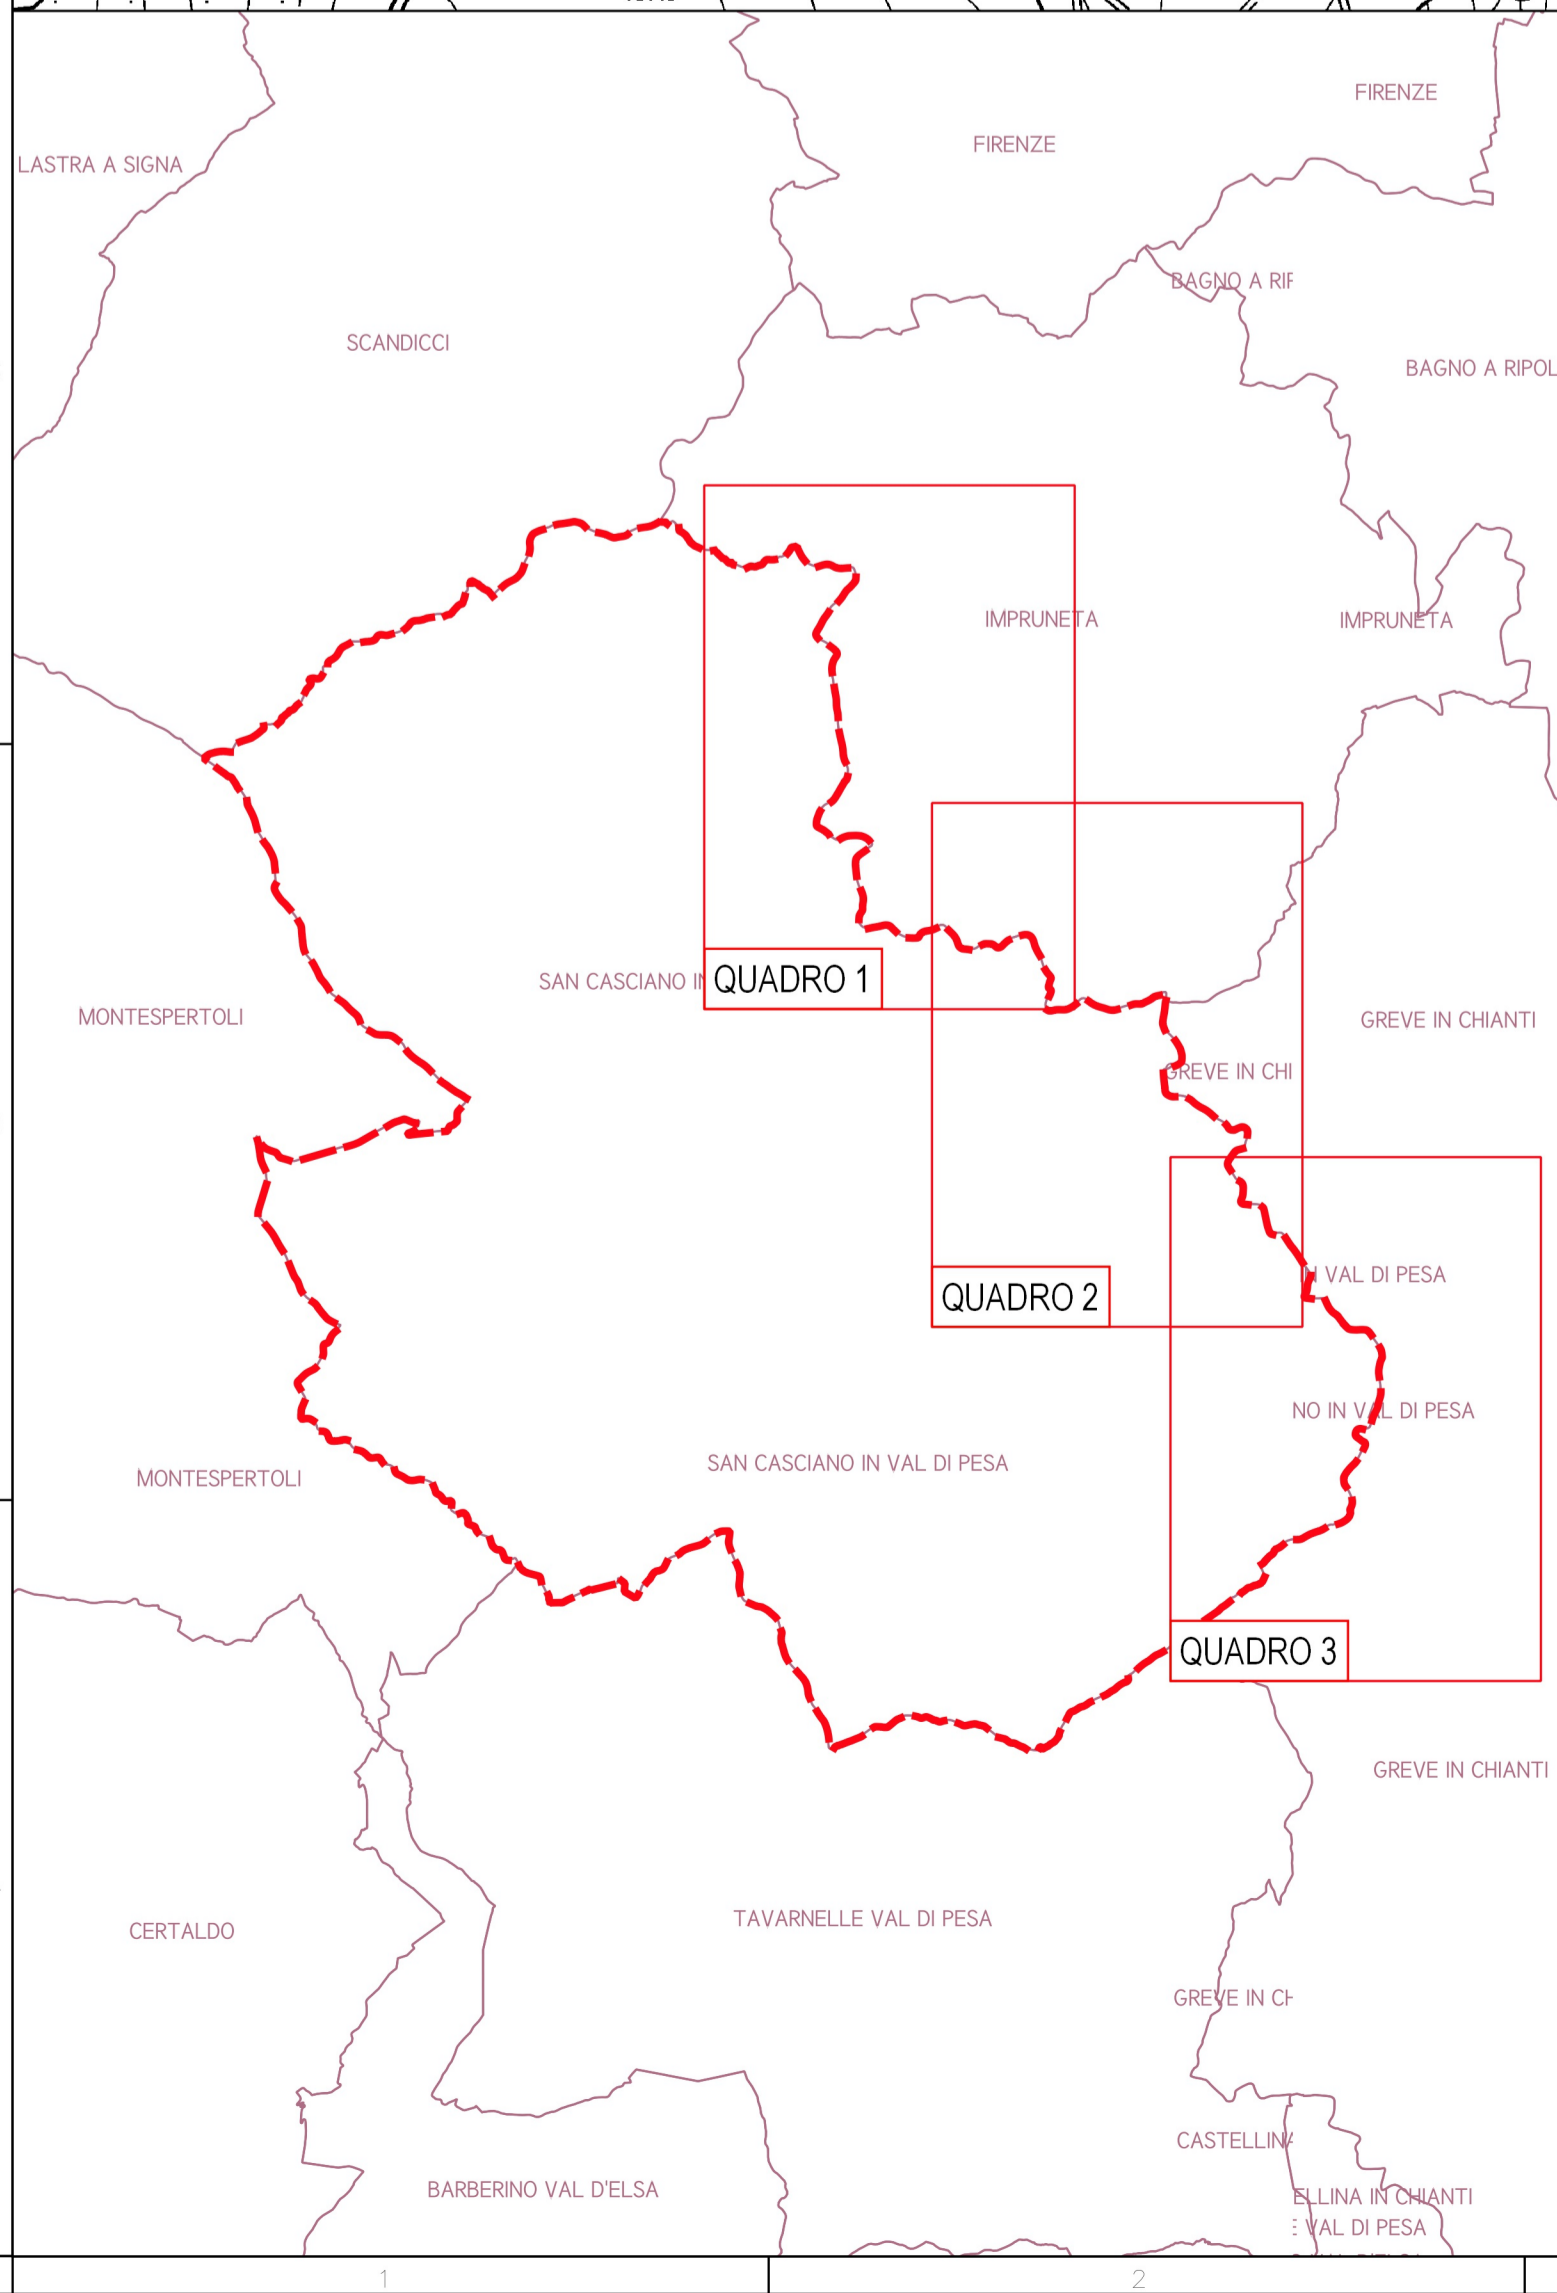 FIRENZE
FIRENZE
LASTRA A SIGNA
BAGNO A RIF
SCANDICCI
BAGNO A RIPOL
IMPRUNETA
IMPRUNETA
SAN CASCIANO IN
QUADRO 1
MONTESPERTOLI
GREVE IN CHIANTI
GREVE IN CHI
IN VAL DI PESA
QUADRO 2
NO IN VAL DI PESA
SAN CASCIANO IN VAL DI PESA
MONTESPERTOLI
QUADRO 3
GREVE IN CHIANTI
TAVARNELLE VAL DI PESA
CERTALDO
GREVE IN CH
CASTELLINA
BARBERINO VAL D'ELSA
ELLINA IN CHIANTI
E VAL DI PESA
1
2